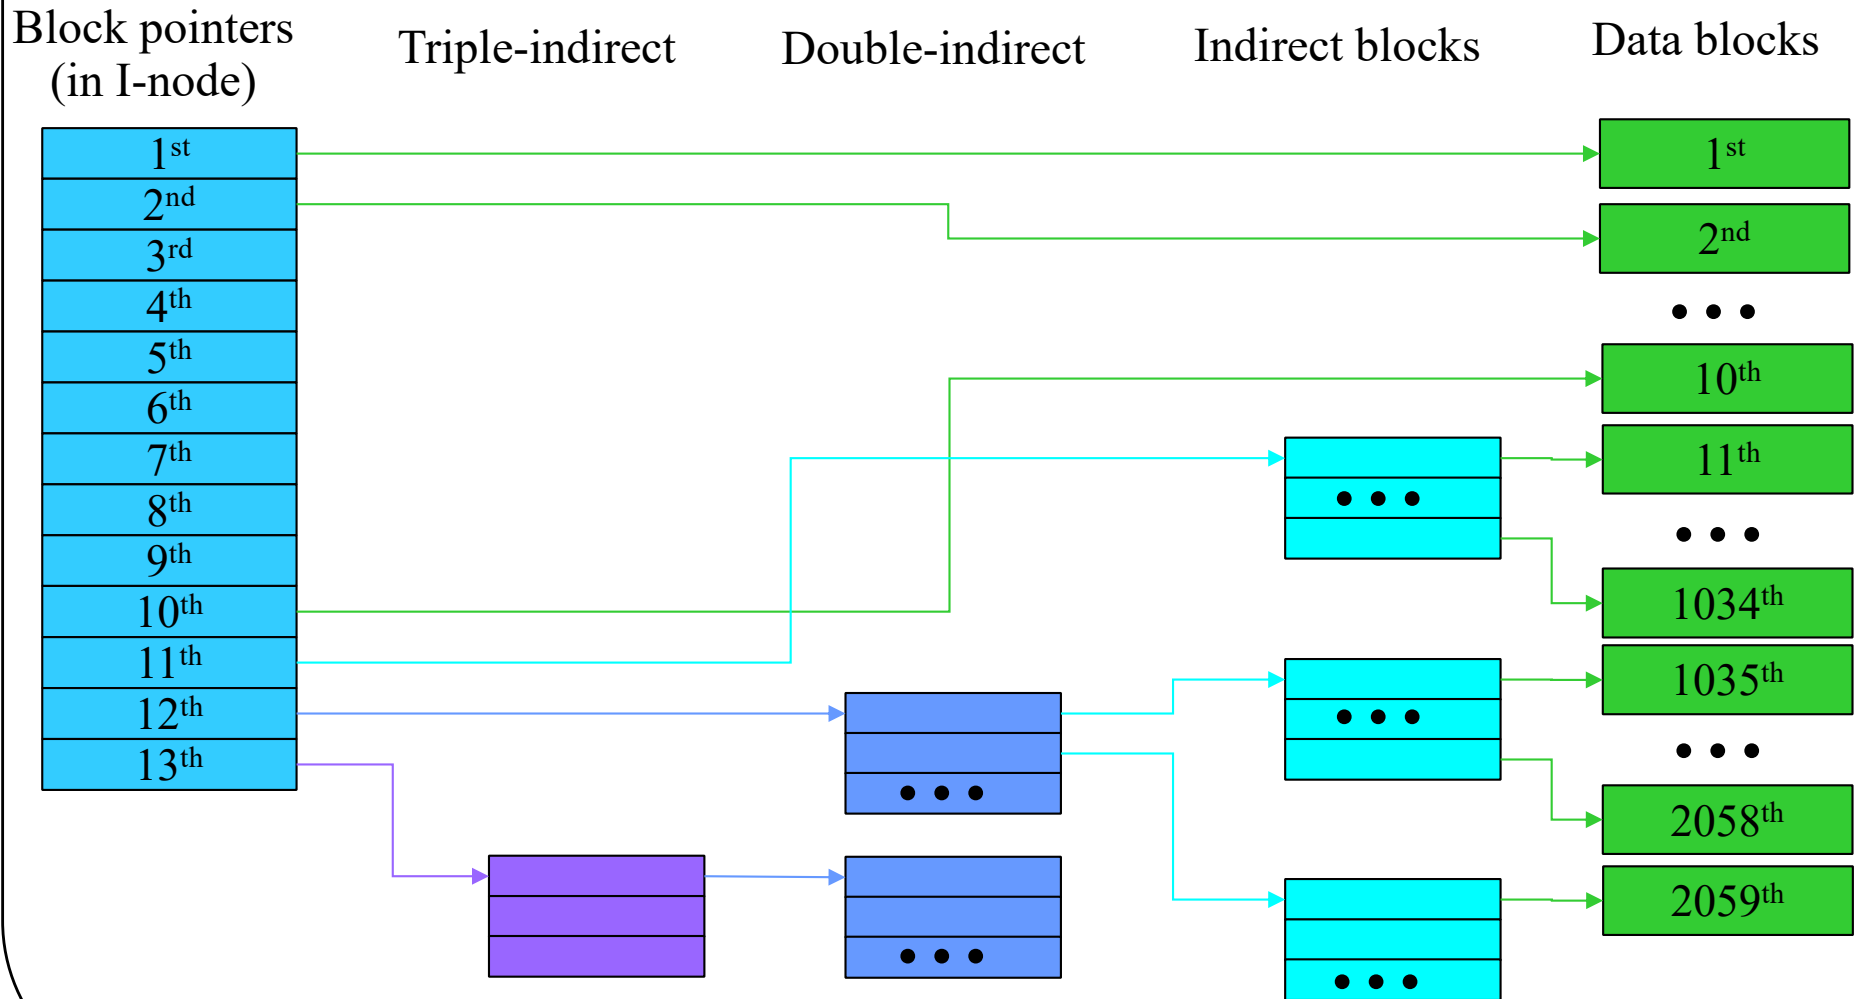 Block pointers
(in I-node)
Triple-indirect
Double-indirect
Indirect blocks
Data blocks
1st
2nd
3rd
4th
5th
6th
7th
8th
9th
10th
11th
12th
13th
1st
2nd
• • •
10th
11th
• • •
1034th
1035th
• • •
2058th
2059th
• • •
• • •
• • •
• • •
• • •